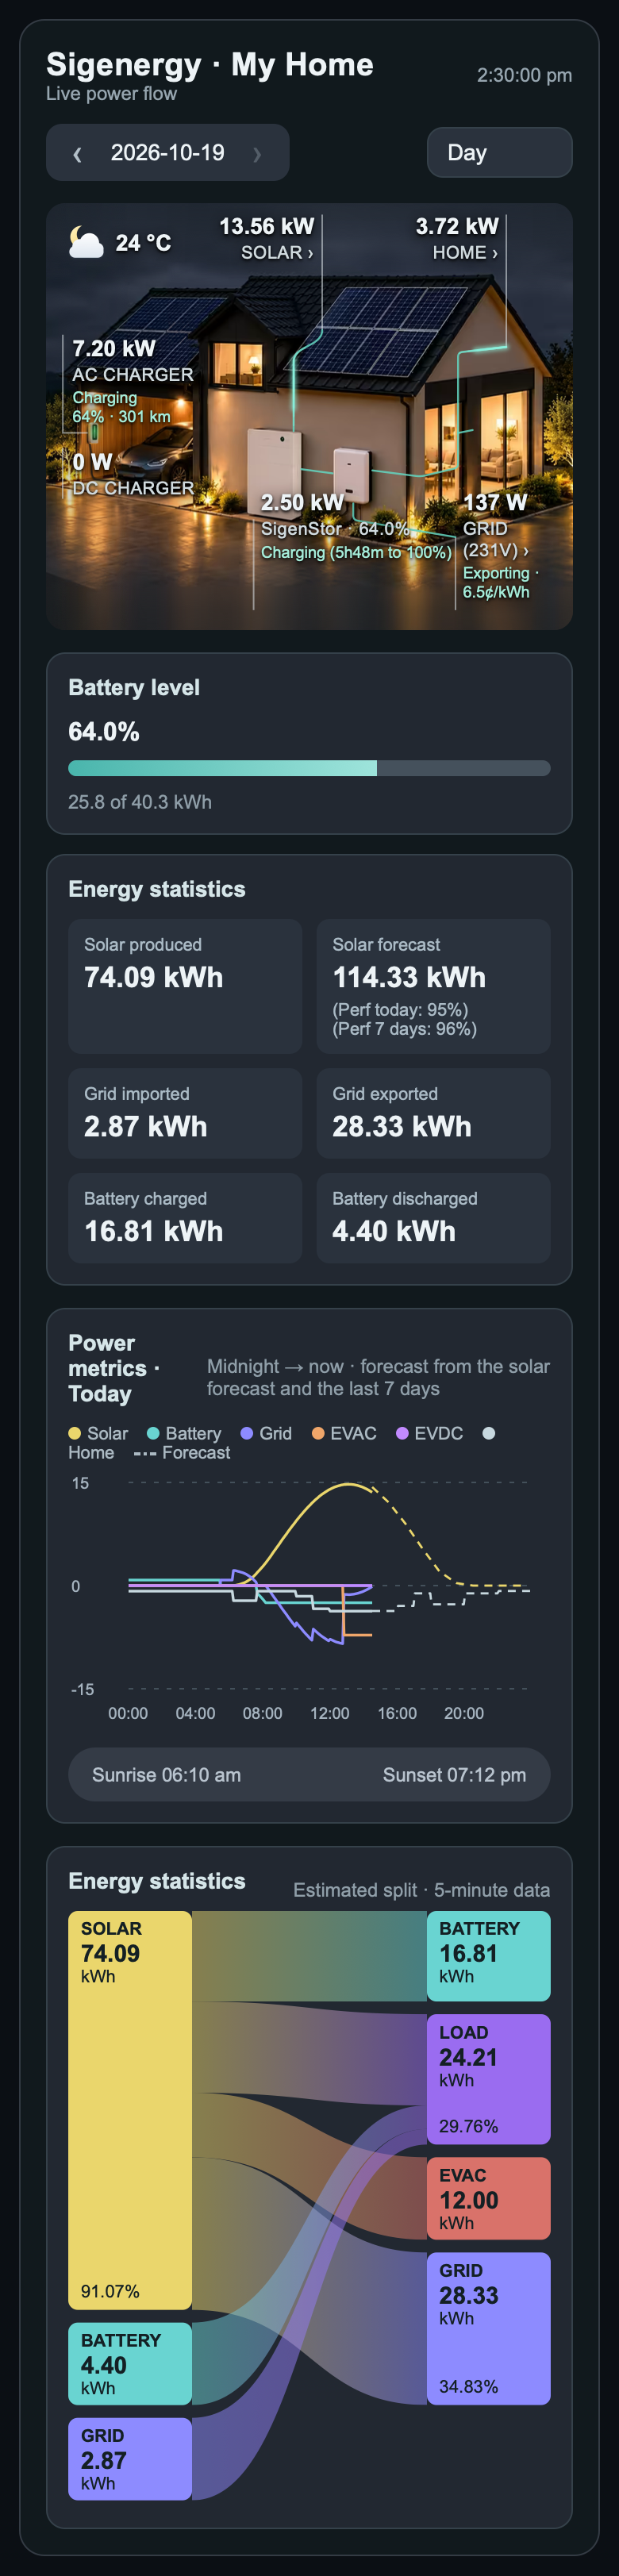 Sigenergy · My Home
Live power flow
2:30:00 pm
‹ 2026-10-19 ›
Day
24 °C
13.56 kW
SOLAR ›
3.72 kW
HOME ›
7.20 kW
AC CHARGER
Charging
64% · 301 km
0 W
DC CHARGER
2.50 kW
SigenStor · 64.0%
Charging (5h48m to 100%)
137 W
GRID
(231V) ›
Exporting ·
6.5¢/kWh
Battery level
64.0%
25.8 of 40.3 kWh
Energy statistics
Solar produced
74.09 kWh
Solar forecast
114.33 kWh
(Perf today: 95%)
(Perf 7 days: 96%)
Grid imported
2.87 kWh
Grid exported
28.33 kWh
Battery charged
16.81 kWh
Battery discharged
4.40 kWh
Power
metrics ·
Today
Midnight → now · forecast from the solar
forecast and the last 7 days
Solar Battery Grid EVAC EVDC
Home Forecast
15
0
-15
00:00 04:00 08:00 12:00 16:00 20:00
Sunrise 06:10 am
Sunset 07:12 pm
Energy statistics
Estimated split · 5-minute data
SOLAR
74.09
kWh
91.07%
BATTERY
4.40
kWh
GRID
2.87
kWh
BATTERY
16.81
kWh
LOAD
24.21
kWh
29.76%
EVAC
12.00
kWh
GRID
28.33
kWh
34.83%